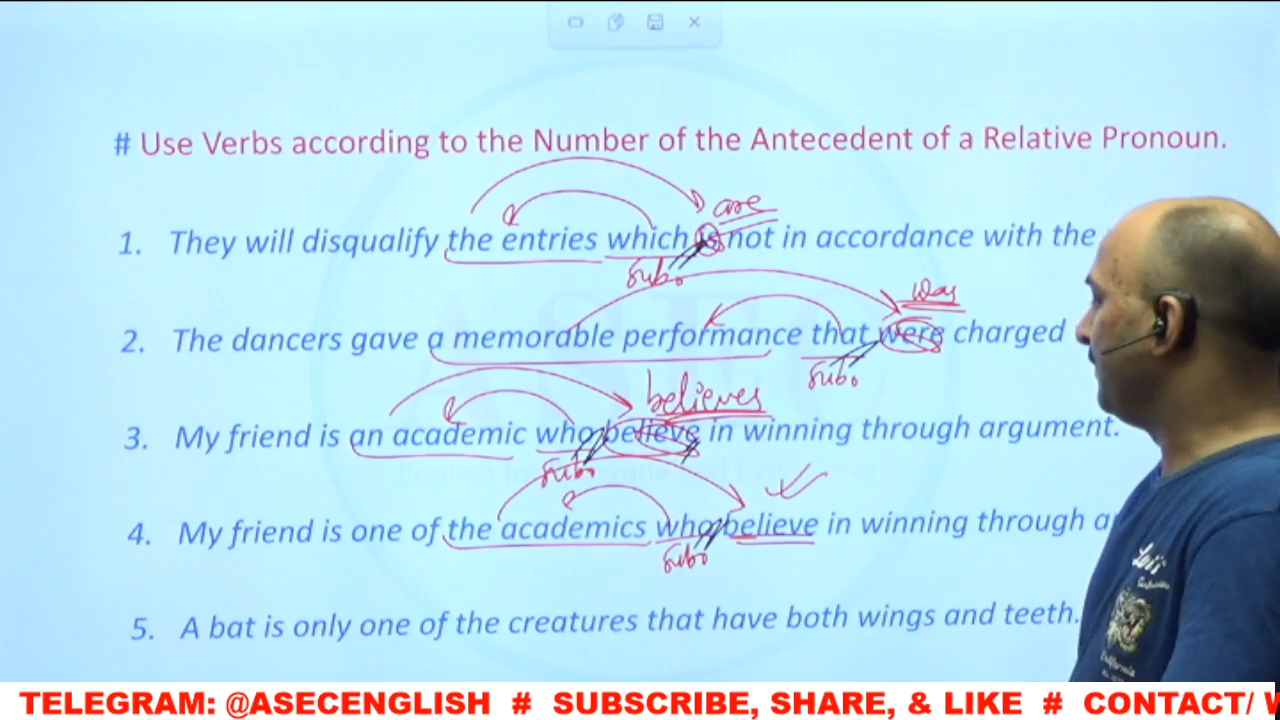 # Use Verbs according to the Number of the Antecedent of a Relative Pronoun.
are
1. They will disqualify the entries which is not in accordance with the
Sub.
was
2. The dancers gave a memorable performance that were charged
Sub.
believes
3. My friend is an academic who believe in winning through argument.
Sub.
4. My friend is one of the academics who believe in winning through a
Sub.
5. A bat is only one of the creatures that have both wings and teeth.
TELEGRAM: @ASECENGLISH # SUBSCRIBE, SHARE, & LIKE # CONTACT/